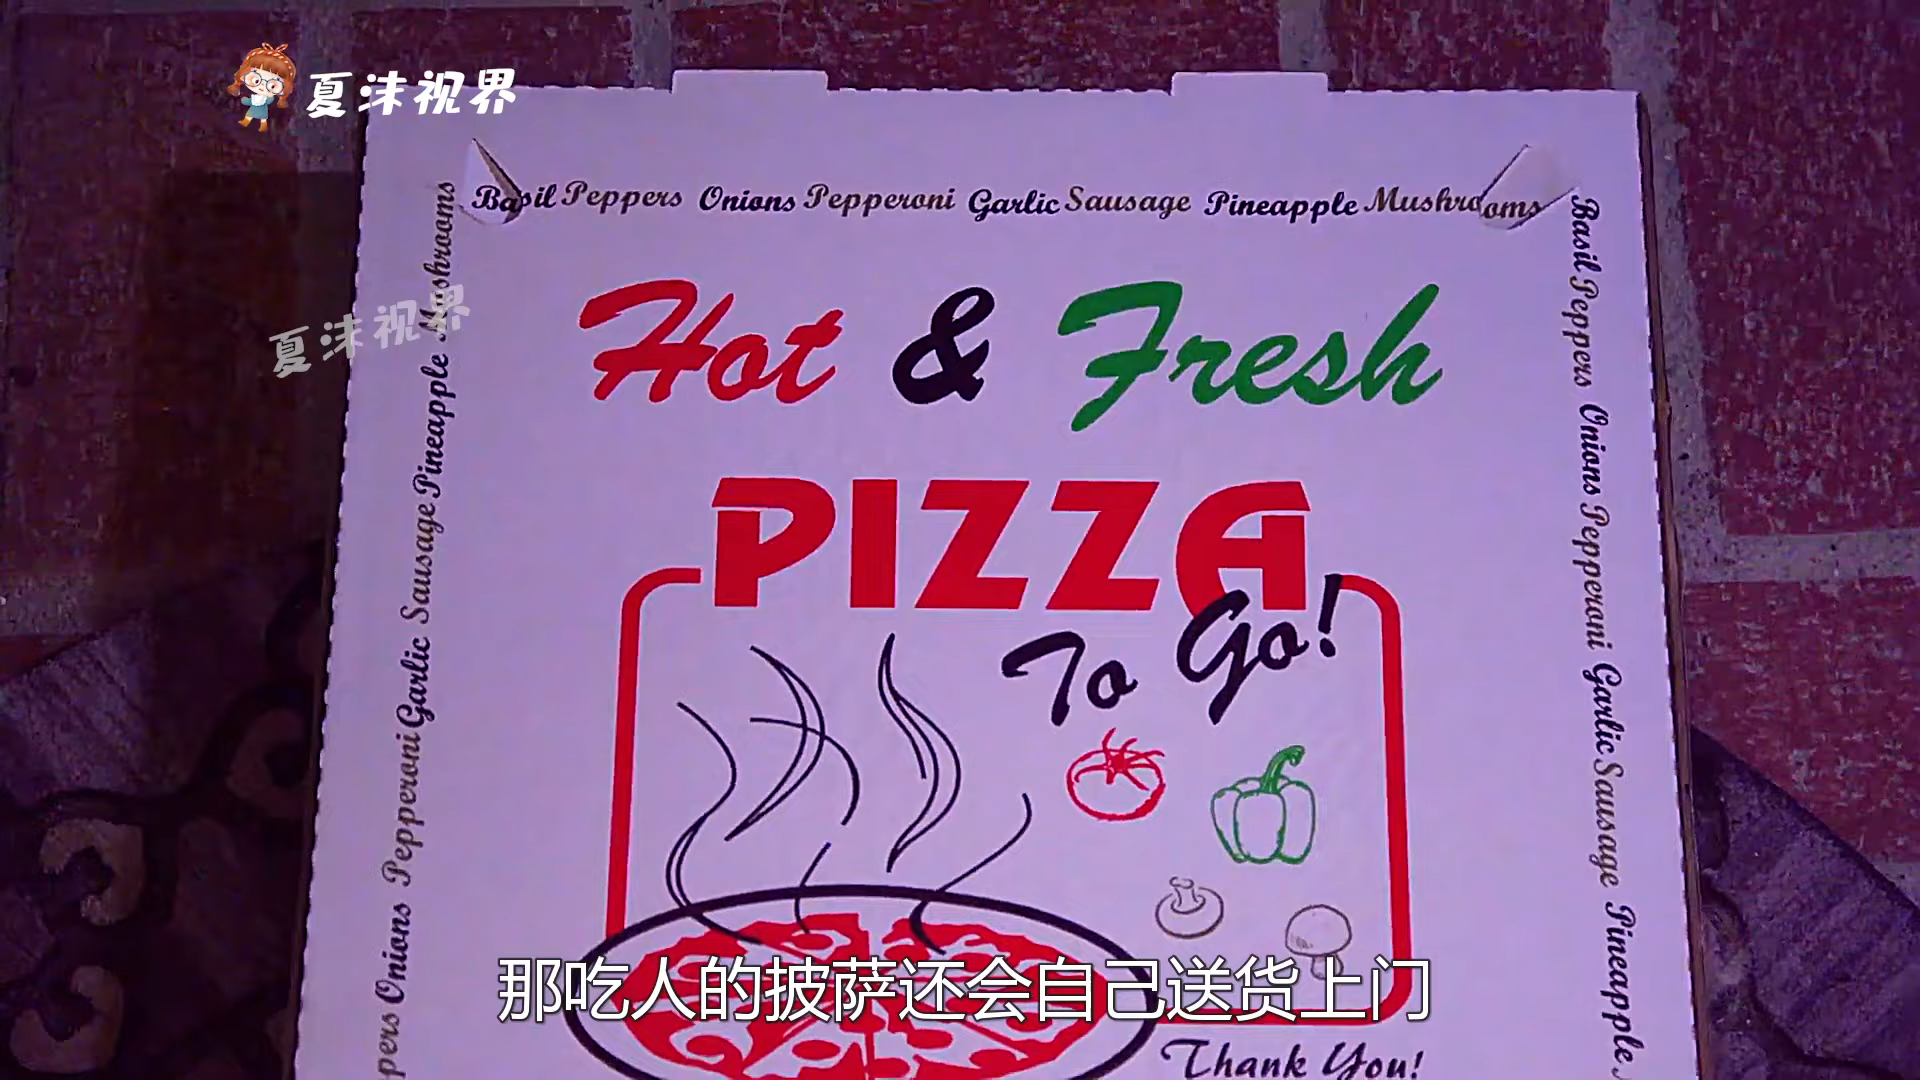 夏沫视界
Basil Peppers Onions Pepperoni Garlic Sausage Pineapple Mushrooms
Hot & Fresh
夏沫视界
PIZZA
To Go!
pers Onions Pepperoni Garlic Sausage Pineapple Mushrooms
Basil Peppers Onions Pepperoni Garlic Sausage Pineapple
那吃人的披萨还会自己送货上门
Thank You!